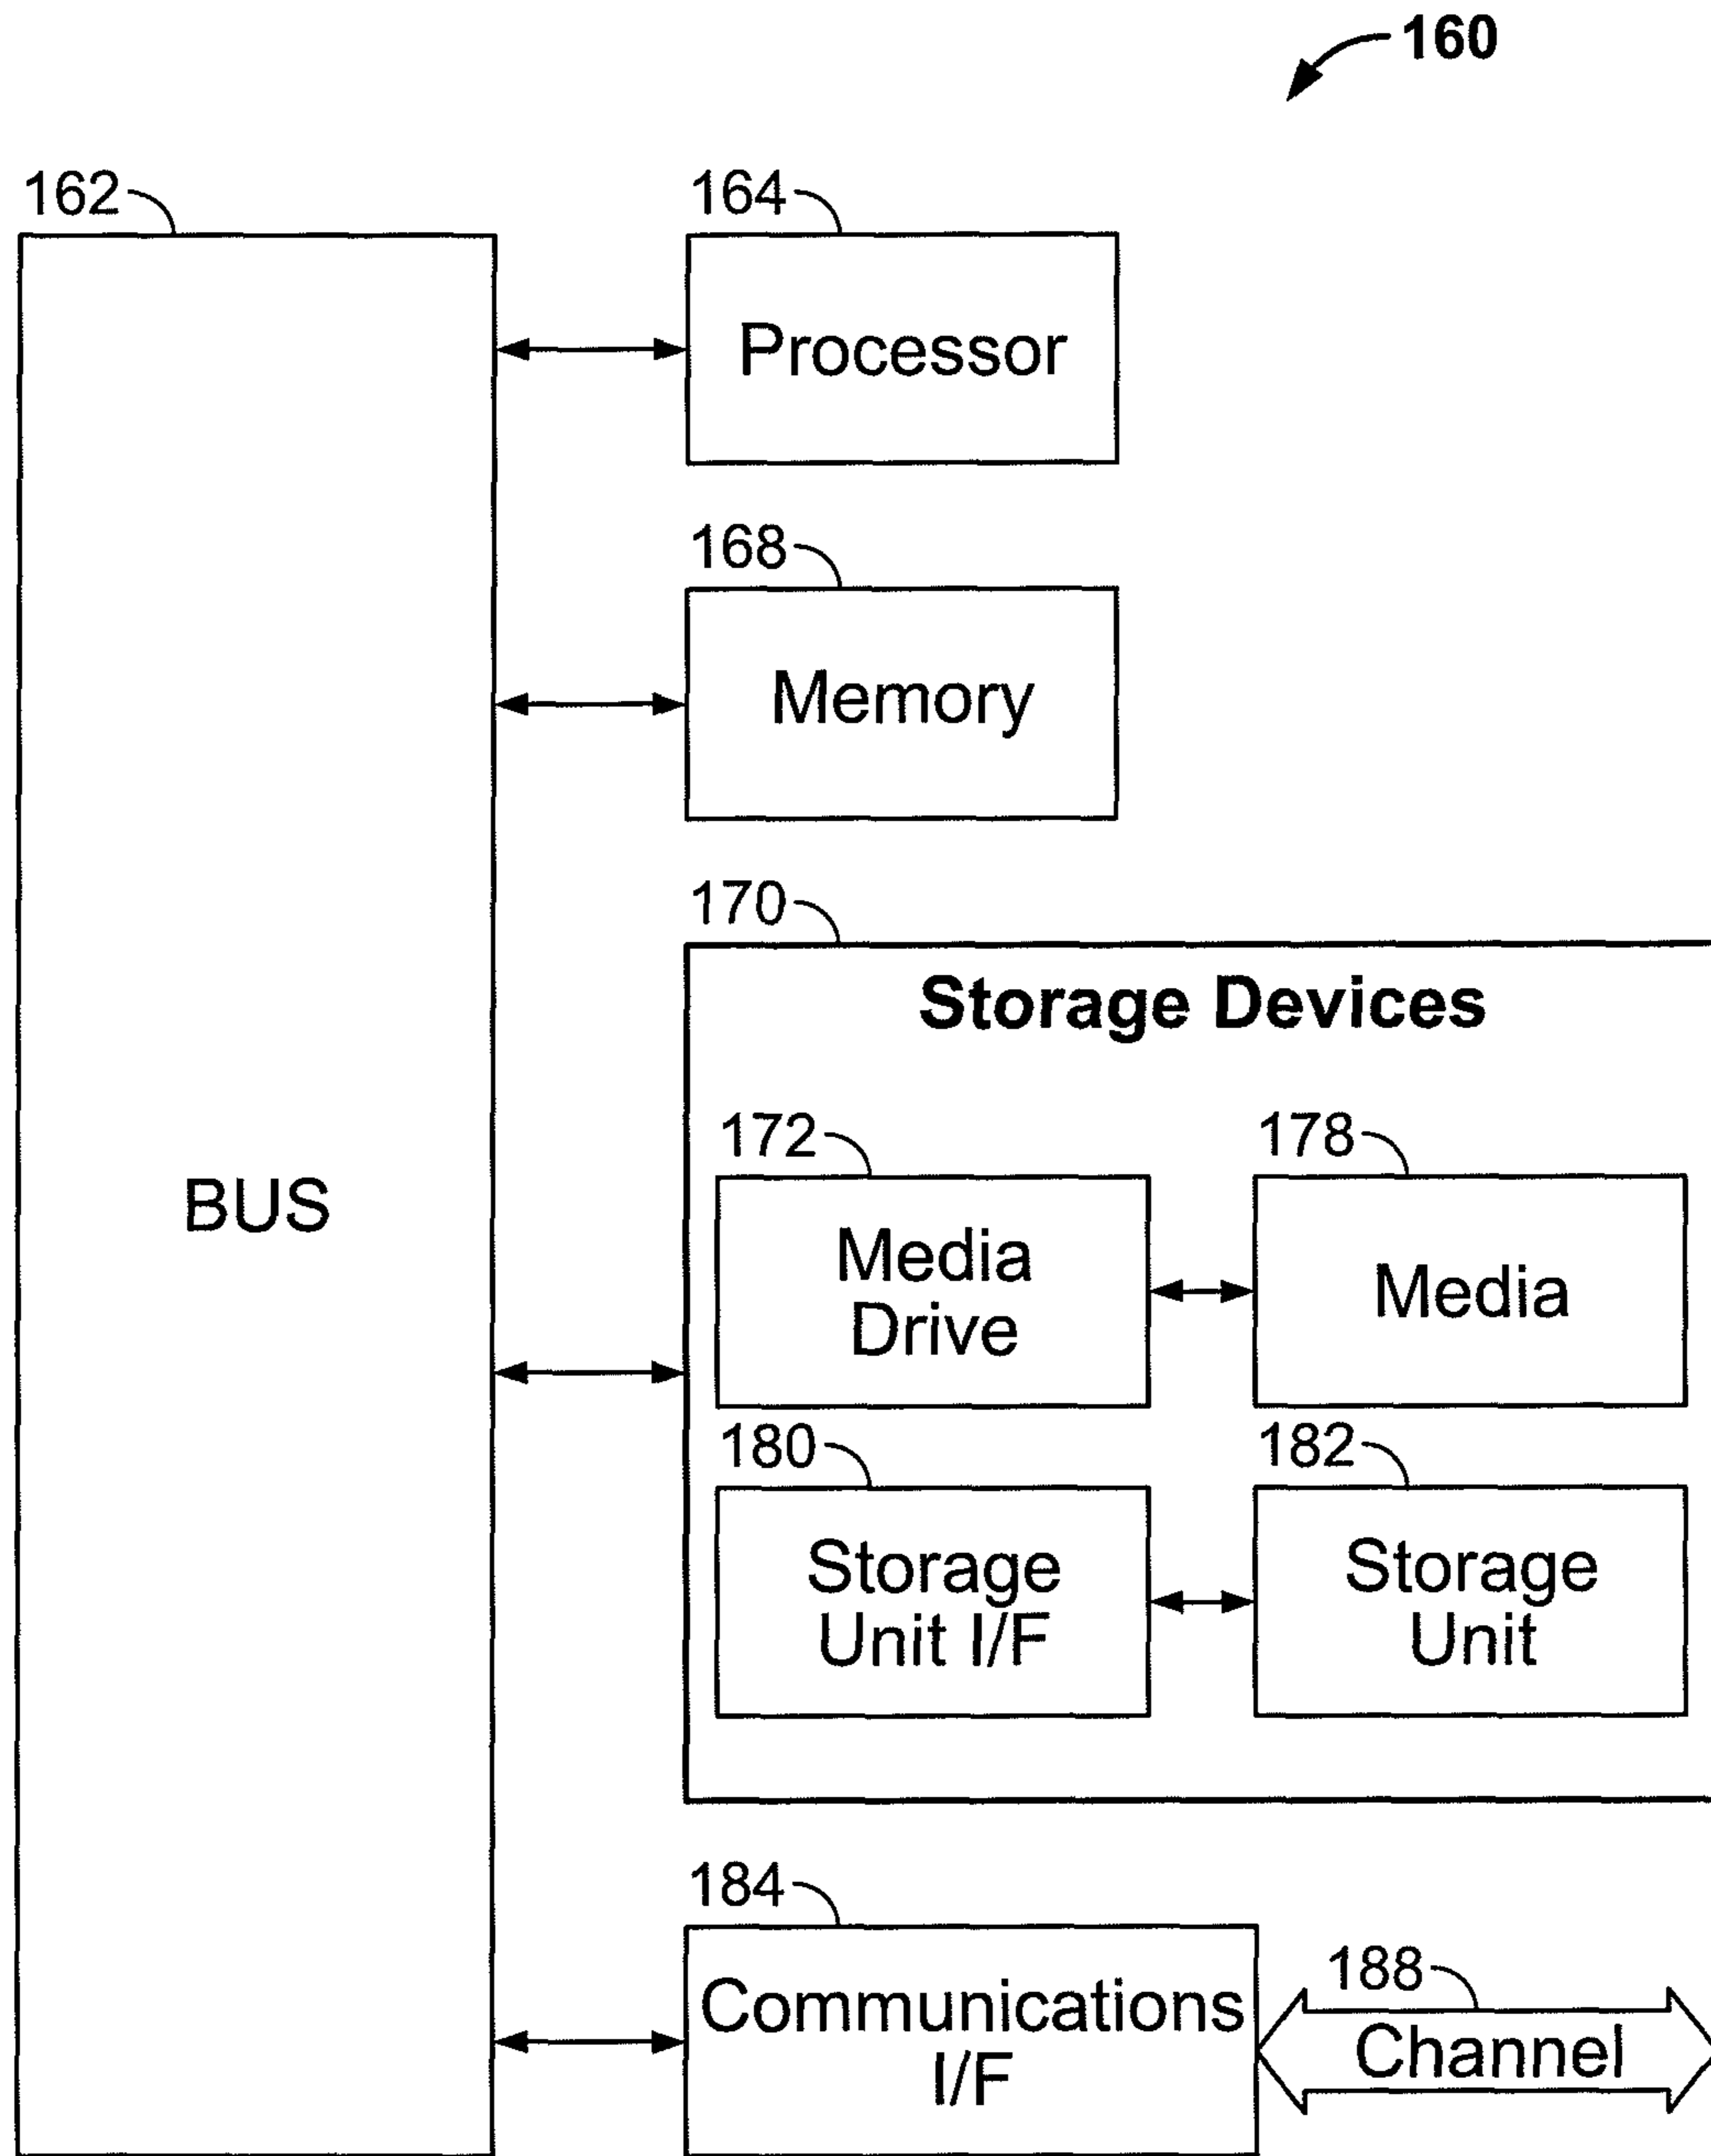 160
162
164
Processor
168
Memory
170
Storage Devices
172
178
BUS
Media
Drive
Media
180
182
Storage
Unit I/F
Storage
Unit
184
188
Communications
I/F
Channel